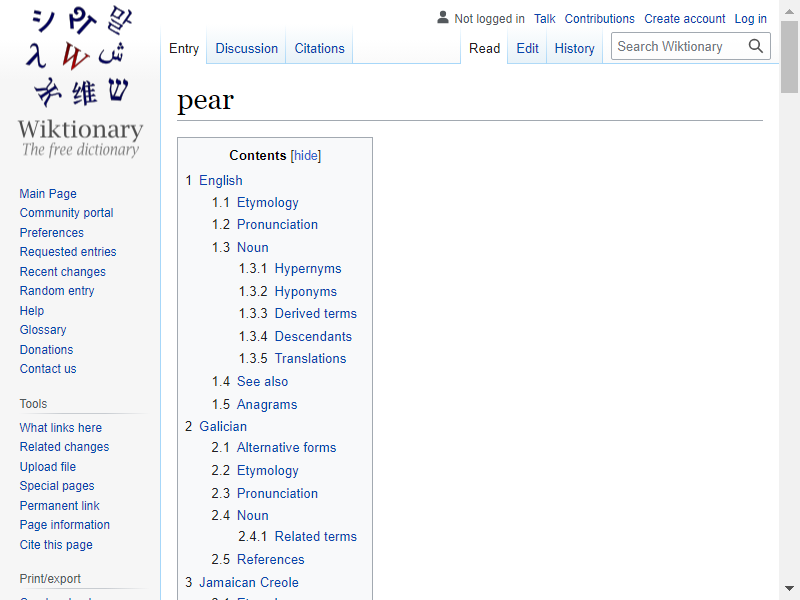 Not logged in Talk Contributions Create account Log in
Entry Discussion Citations Read Edit History Search Wiktionary
シ 말
λ W ش
维 ש
Wiktionary
The free dictionary
pear
Main Page
Community portal
Preferences
Requested entries
Recent changes
Random entry
Help
Glossary
Donations
Contact us
Tools
What links here
Related changes
Upload file
Special pages
Permanent link
Page information
Cite this page
Print/export
Contents [hide]
1 English
1.1 Etymology
1.2 Pronunciation
1.3 Noun
1.3.1 Hypernyms
1.3.2 Hyponyms
1.3.3 Derived terms
1.3.4 Descendants
1.3.5 Translations
1.4 See also
1.5 Anagrams
2 Galician
2.1 Alternative forms
2.2 Etymology
2.3 Pronunciation
2.4 Noun
2.4.1 Related terms
2.5 References
3 Jamaican Creole